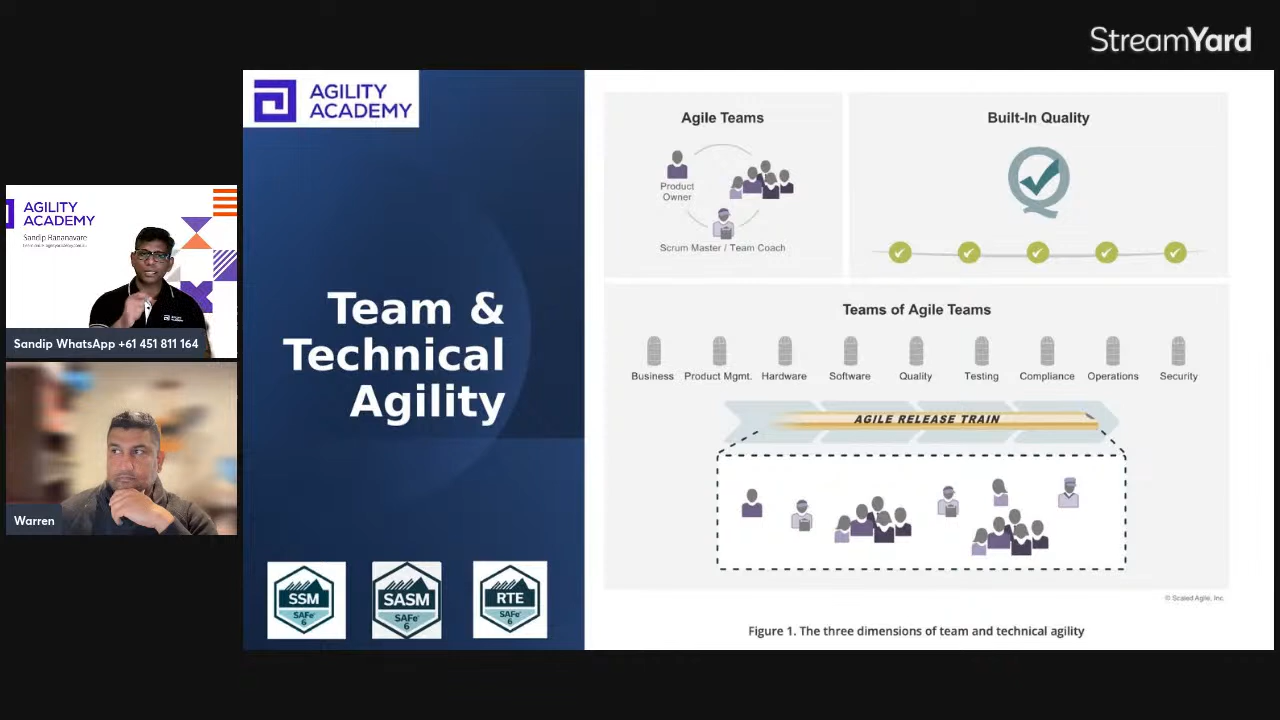 StreamYard
AGILITY
ACADEMY
Sandip Bananavare
Sandip WhatsApp +61 451 811 164
Warren
AGILITY
ACADEMY
Team &
Technical
Agility
SSM
SAFe
6
SASM
SAFe
6
RTE
SAFe
6
Agile Teams
Product
Owner
Scrum Master / Team Coach
Built-In Quality
Teams of Agile Teams
Business Product Mgmt. Hardware Software Quality Testing Compliance Operations Security
AGILE RELEASE TRAIN
© Scaled Agile, Inc.
Figure 1. The three dimensions of team and technical agility